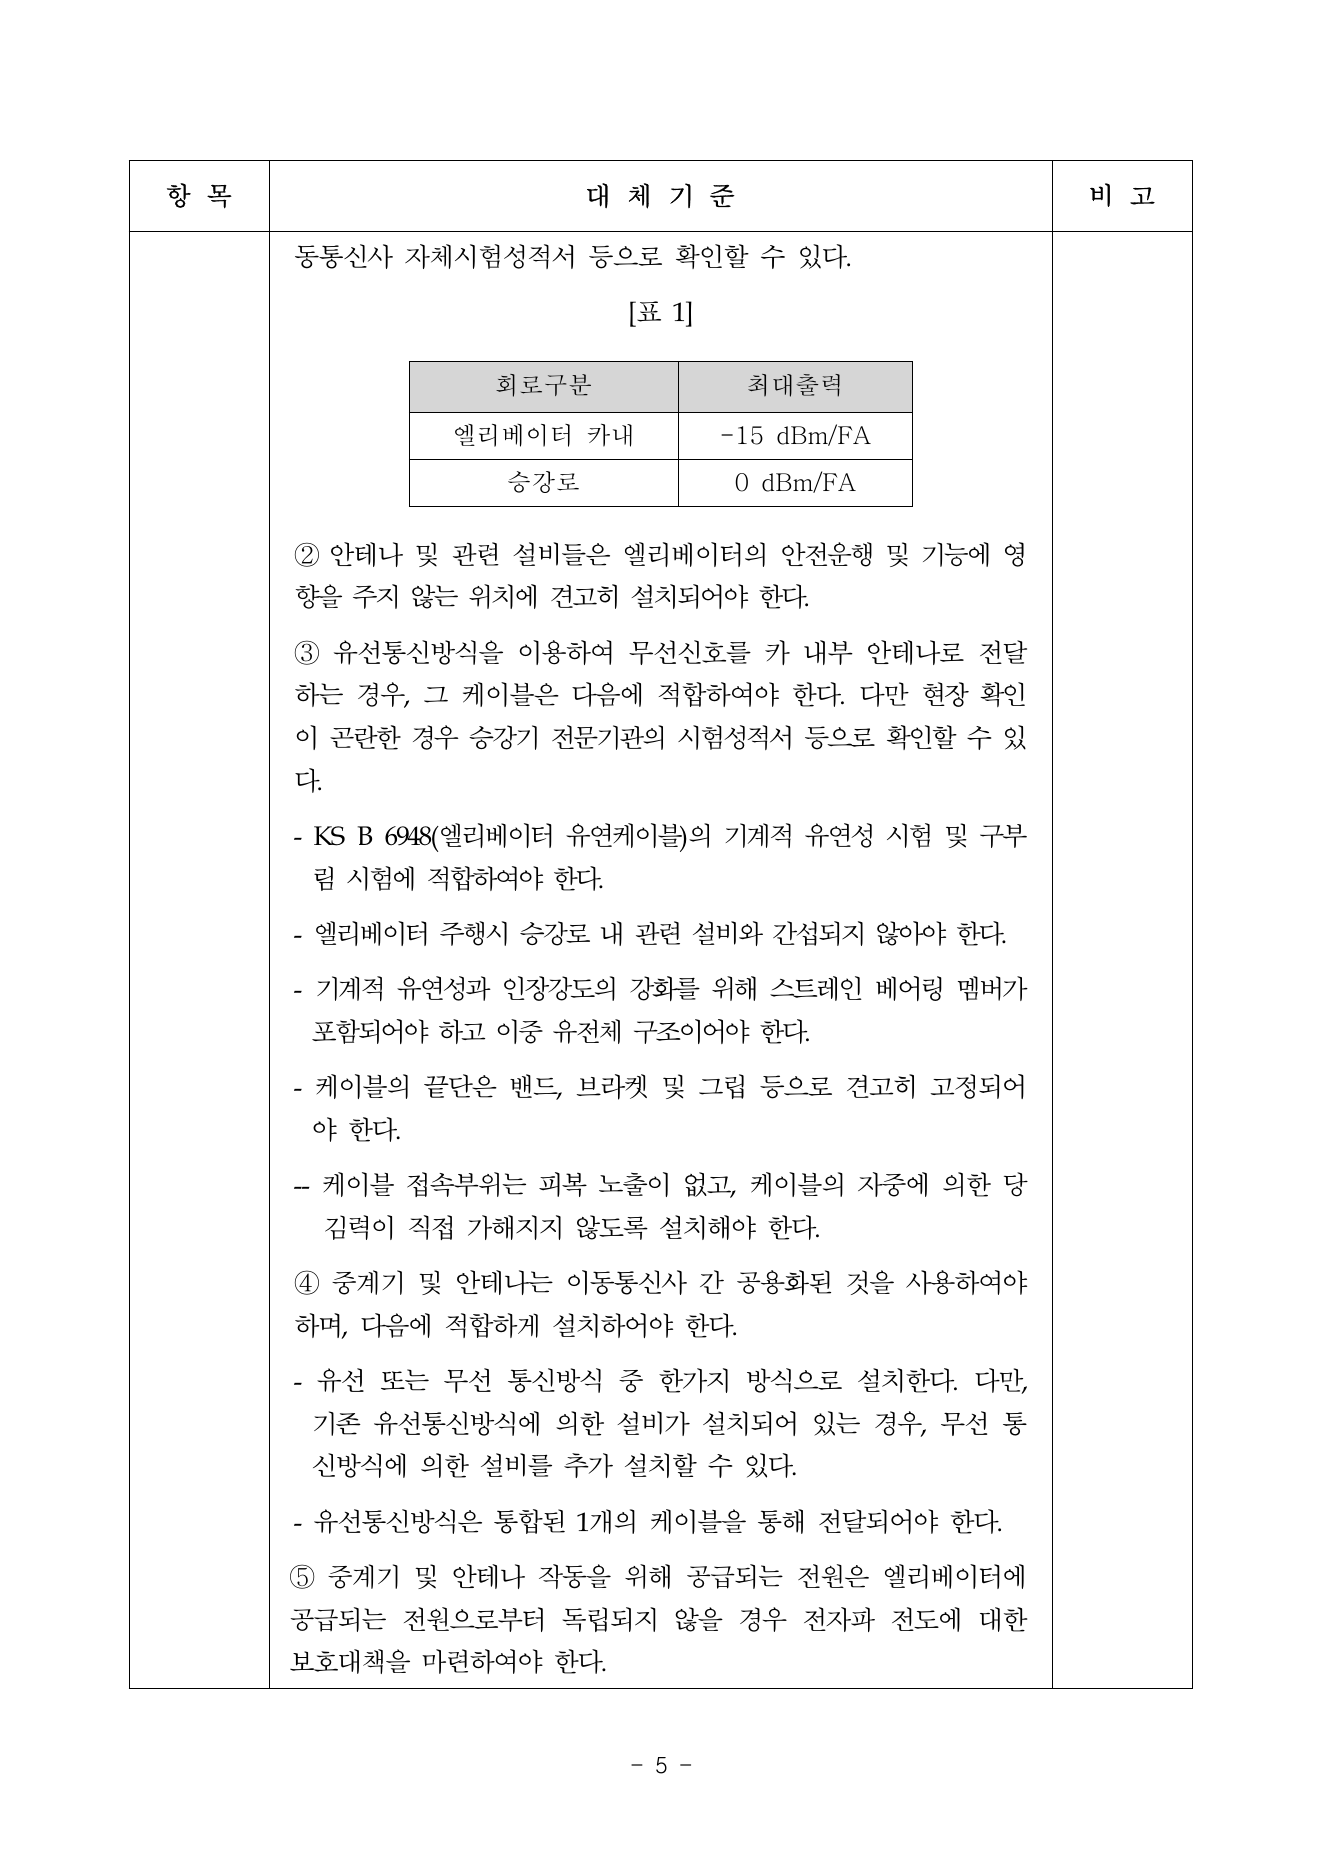 항 목 대 체 기 준 비 고
동통신사 자체시험성적서 등으로 확인할 수 있다.
[표 1]
회로구분 최대출력
엘리베이터 카내 -15 dBm/FA
승강로 0 dBm/FA
② 안테나 및 관련 설비들은 엘리베이터의 안전운행 및 기능에 영
향을 주지 않는 위치에 견고히 설치되어야 한다.
③ 유선통신방식을 이용하여 무선신호를 카 내부 안테나로 전달
하는 경우, 그 케이블은 다음에 적합하여야 한다. 다만 현장 확인
이 곤란한 경우 승강기 전문기관의 시험성적서 등으로 확인할 수 있
다.
- KS B 6948(엘리베이터 유연케이블)의 기계적 유연성 시험 및 구부
림 시험에 적합하여야 한다.
- 엘리베이터 주행시 승강로 내 관련 설비와 간섭되지 않아야 한다.
- 기계적 유연성과 인장강도의 강화를 위해 스트레인 베어링 멤버가
포함되어야 하고 이중 유전체 구조이어야 한다.
- 케이블의 끝단은 밴드, 브라켓 및 그립 등으로 견고히 고정되어
야 한다.
-- 케이블 접속부위는 피복 노출이 없고, 케이블의 자중에 의한 당
김력이 직접 가해지지 않도록 설치해야 한다.
④ 중계기 및 안테나는 이동통신사 간 공용화된 것을 사용하여야
하며, 다음에 적합하게 설치하여야 한다.
- 유선 또는 무선 통신방식 중 한가지 방식으로 설치한다. 다만,
기존 유선통신방식에 의한 설비가 설치되어 있는 경우, 무선 통
신방식에 의한 설비를 추가 설치할 수 있다.
- 유선통신방식은 통합된 1개의 케이블을 통해 전달되어야 한다.
⑤ 중계기 및 안테나 작동을 위해 공급되는 전원은 엘리베이터에
공급되는 전원으로부터 독립되지 않을 경우 전자파 전도에 대한
보호대책을 마련하여야 한다.
- 5 -